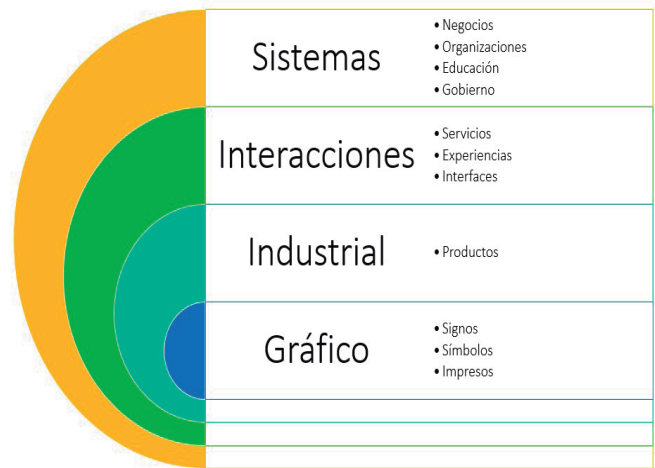 Sistemas
• Negocios
• Organizaciones
• Educación
• Gobierno
Interacciones
• Servicios
• Experiencias
• Interfaces
Industrial
• Productos
Gráfico
• Signos
• Símbolos
• Impresos